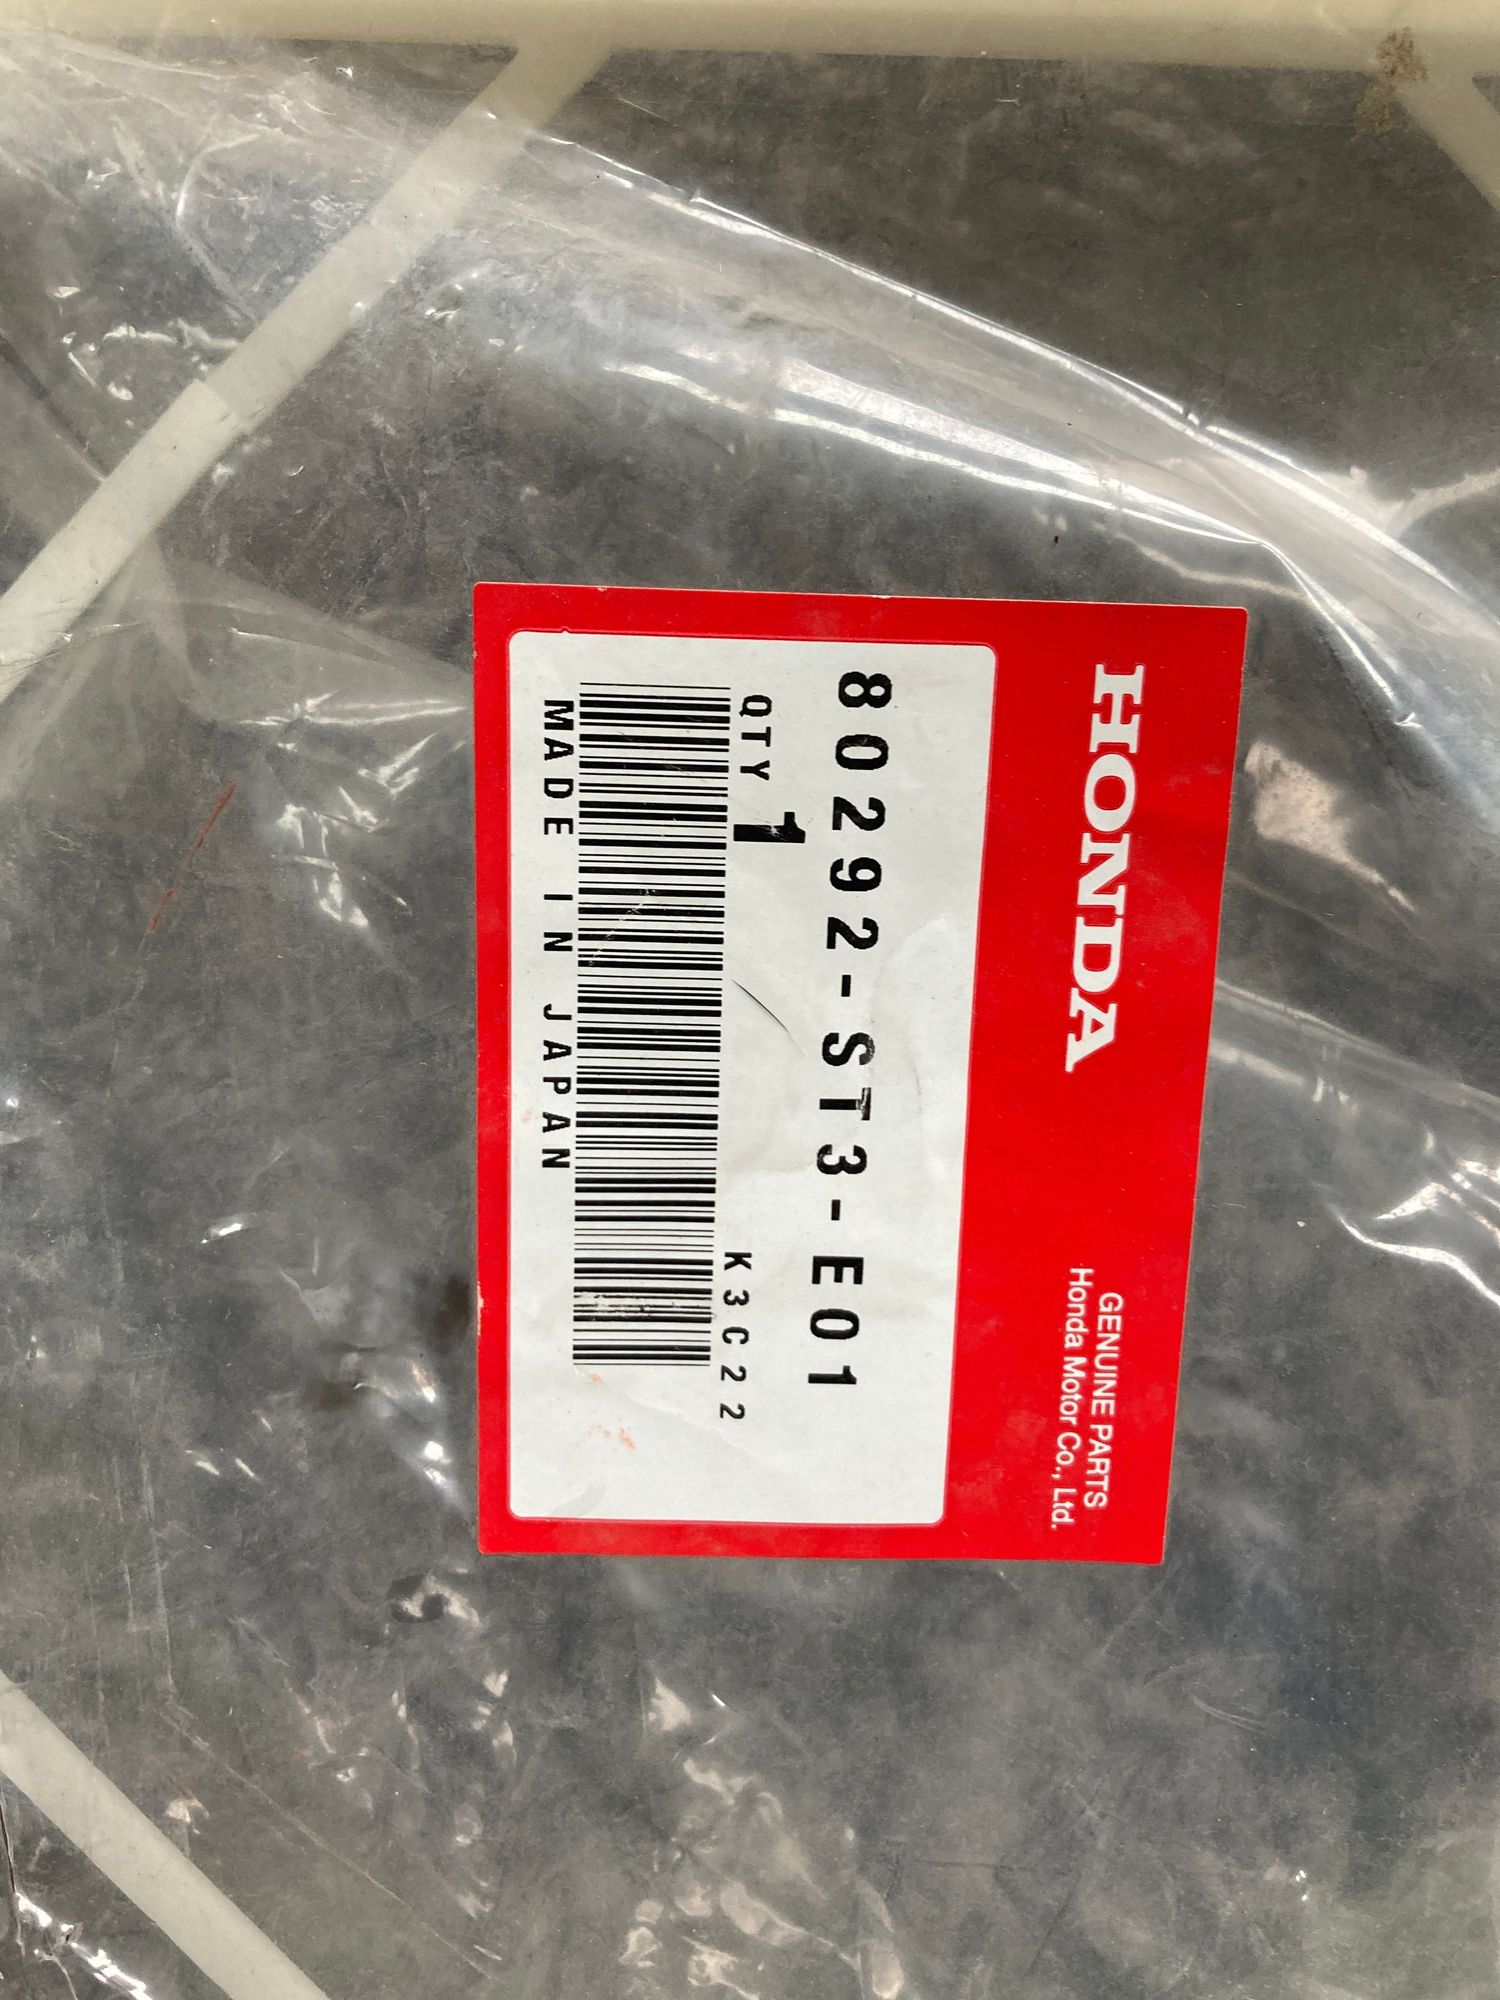 HONDA
GENUINE PARTS
Honda Motor Co., Ltd.
80292-ST3-E01
QTY 1
K3C22
MADE IN JAPAN